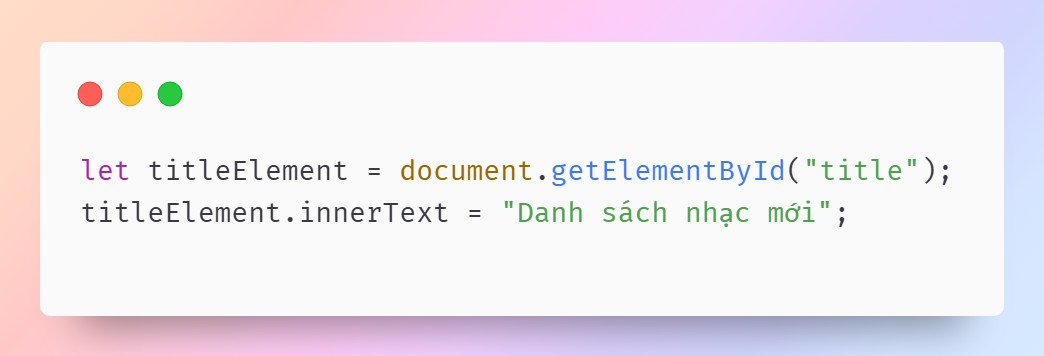 let titleElement = document.getElementById("title");
titleElement.innerText = "Danh sách nhạc mới";